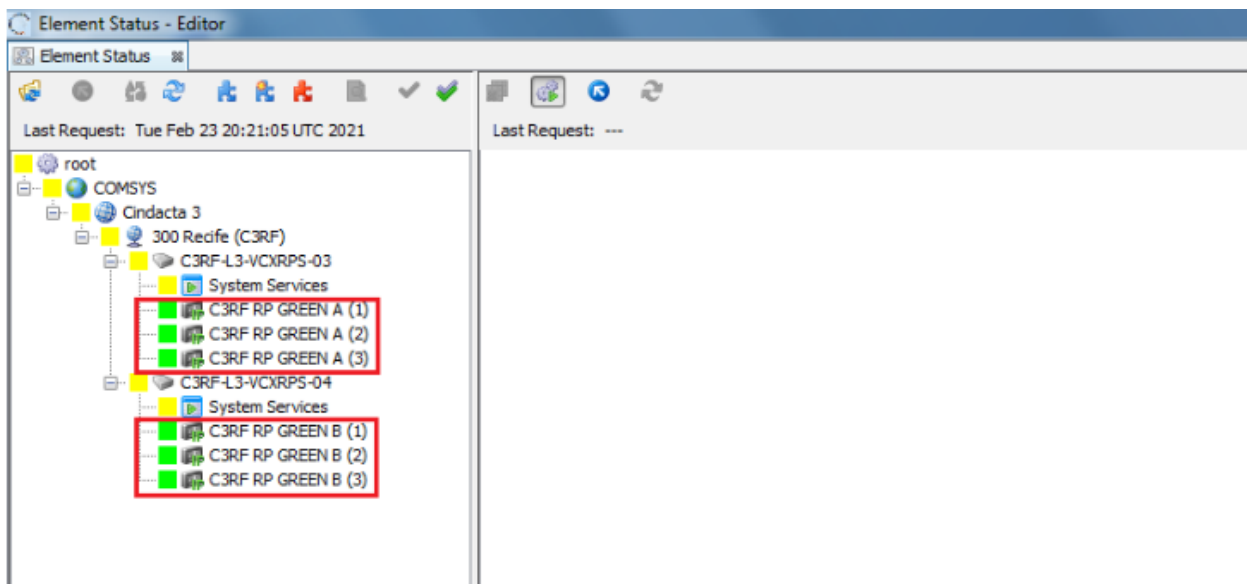 Element Status - Editor
Element Status
Last Request: Tue Feb 23 20:21:05 UTC 2021
Last Request: ---
root
COMSYS
Cindacta 3
300 Recife (C3RF)
C3RF-L3-VCXRPS-03
System Services
C3RF RP GREEN A (1)
C3RF RP GREEN A (2)
C3RF RP GREEN A (3)
C3RF-L3-VCXRPS-04
System Services
C3RF RP GREEN B (1)
C3RF RP GREEN B (2)
C3RF RP GREEN B (3)